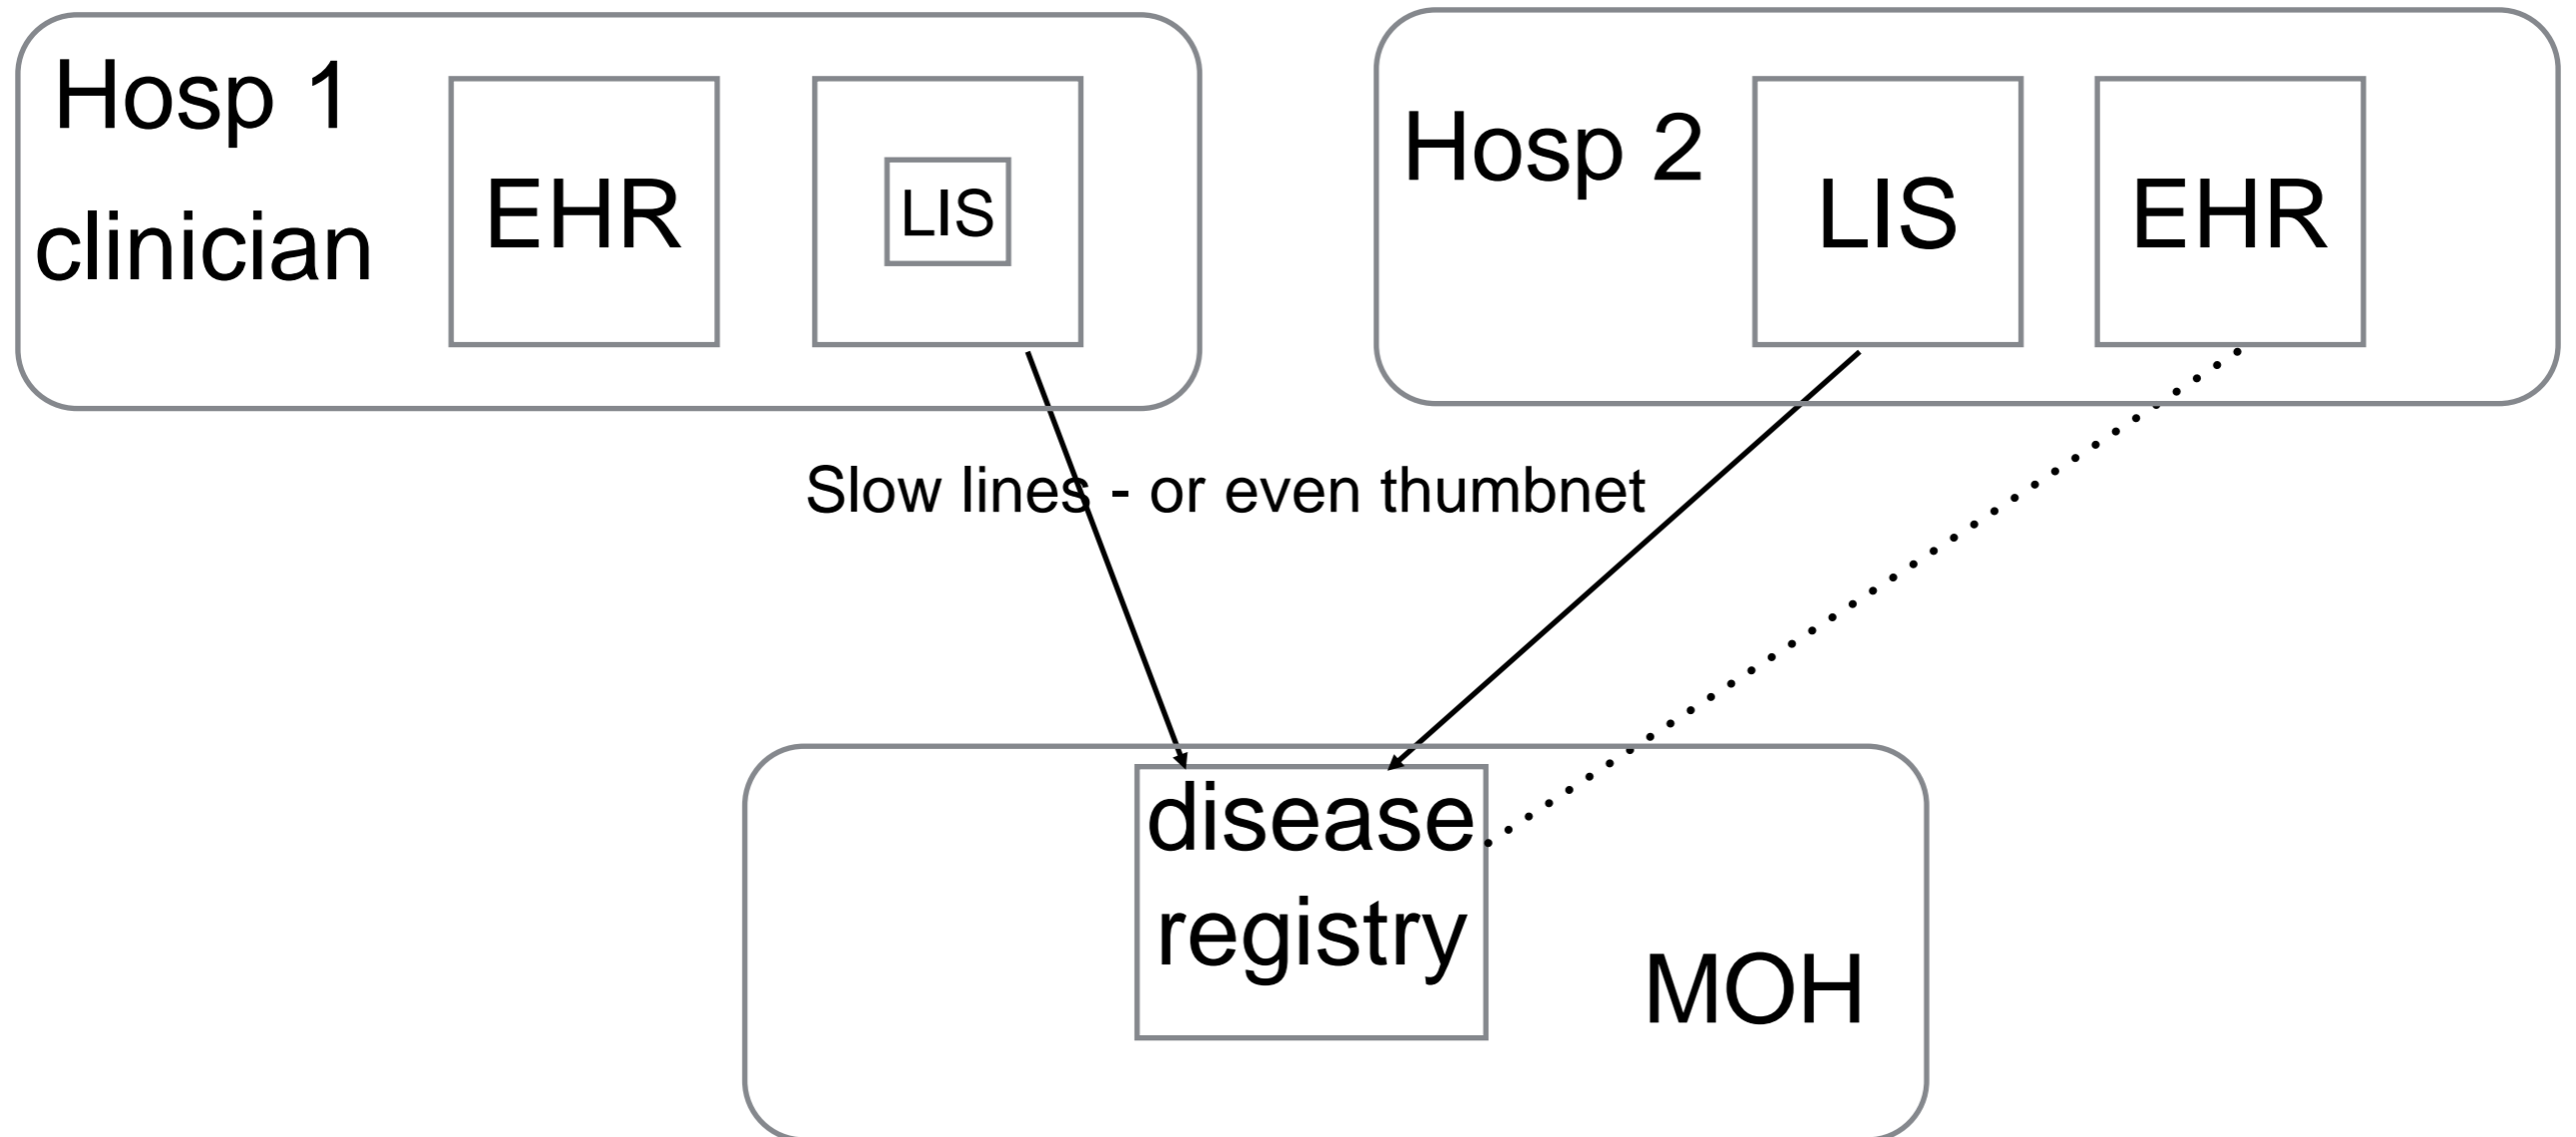 Hosp 1
clinician
EHR
LIS
Hosp 2
LIS
EHR
Slow lines - or even thumbnet
disease
registry
MOH